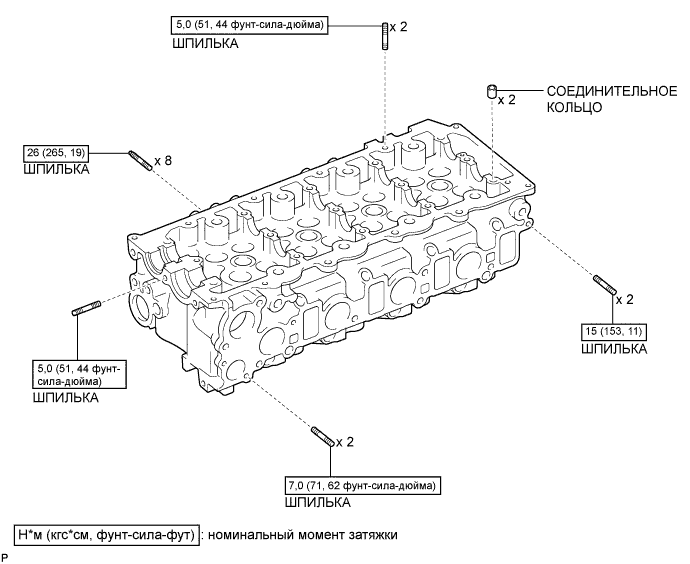 5,0 (51, 44 фунт-сила-дюйма)
x 2
ШПИЛЬКА
x 2
СОЕДИНИТЕЛЬНОЕ
КОЛЬЦО
26 (265, 19)
x 8
ШПИЛЬКА
x 2
15 (153, 11)
ШПИЛЬКА
5,0 (51, 44 фунт-
сила-дюйма)
ШПИЛЬКА
x 2
7,0 (71, 62 фунт-сила-дюйма)
ШПИЛЬКА
Н*м (кгс*см, фунт-сила-фут) : номинальный момент затяжки
P